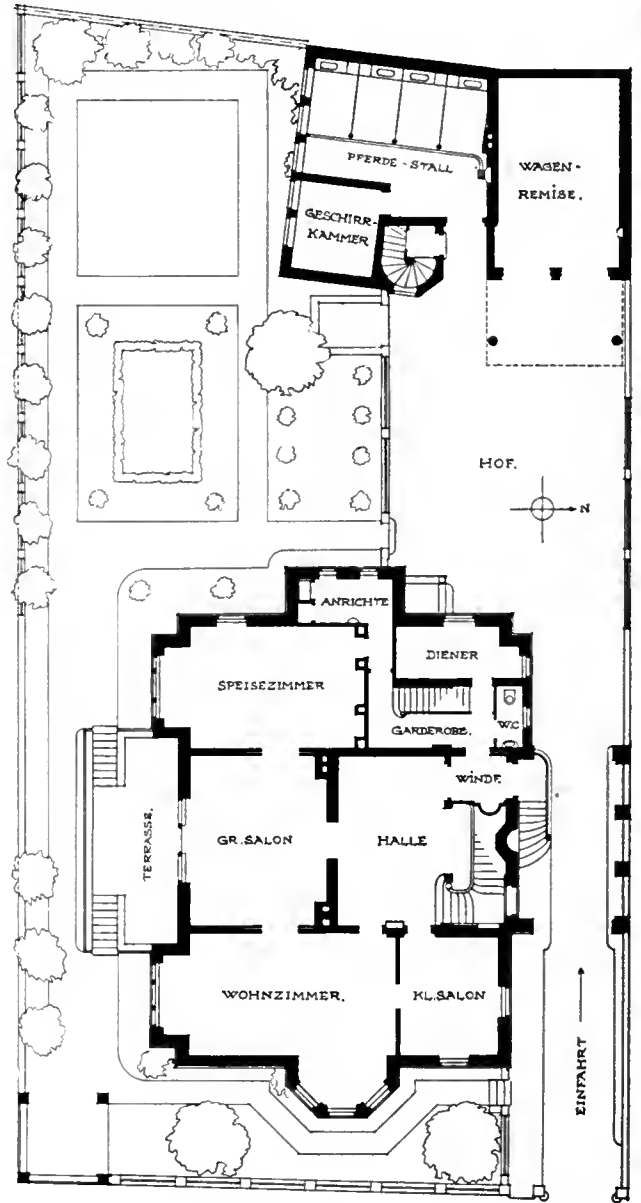 PFERDE-STALL
WAGEN-
REMISE.
GESCHIRR-
KAMMER
HOF.
N
ANRICHTE
DIENER
SPEISEZIMMER
GARDEROBE.
W.C
WINDF.
TERRASSE.
GR. SALON
HALLE
WOHNZIMMER.
KL. SALON
EINFAHRT